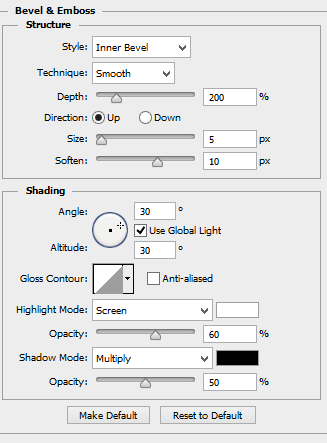 Bevel & Emboss
Structure
Style: Inner Bevel
Technique: Smooth
Depth: 200 %
Direction: Up Down
Size: 5 px
Soften: 10 px
Shading
Angle: 30 °
Use Global Light
Altitude: 30 °
Gloss Contour: Anti-aliased
Highlight Mode: Screen
Opacity: 60 %
Shadow Mode: Multiply
Opacity: 50 %
Make Default Reset to Default